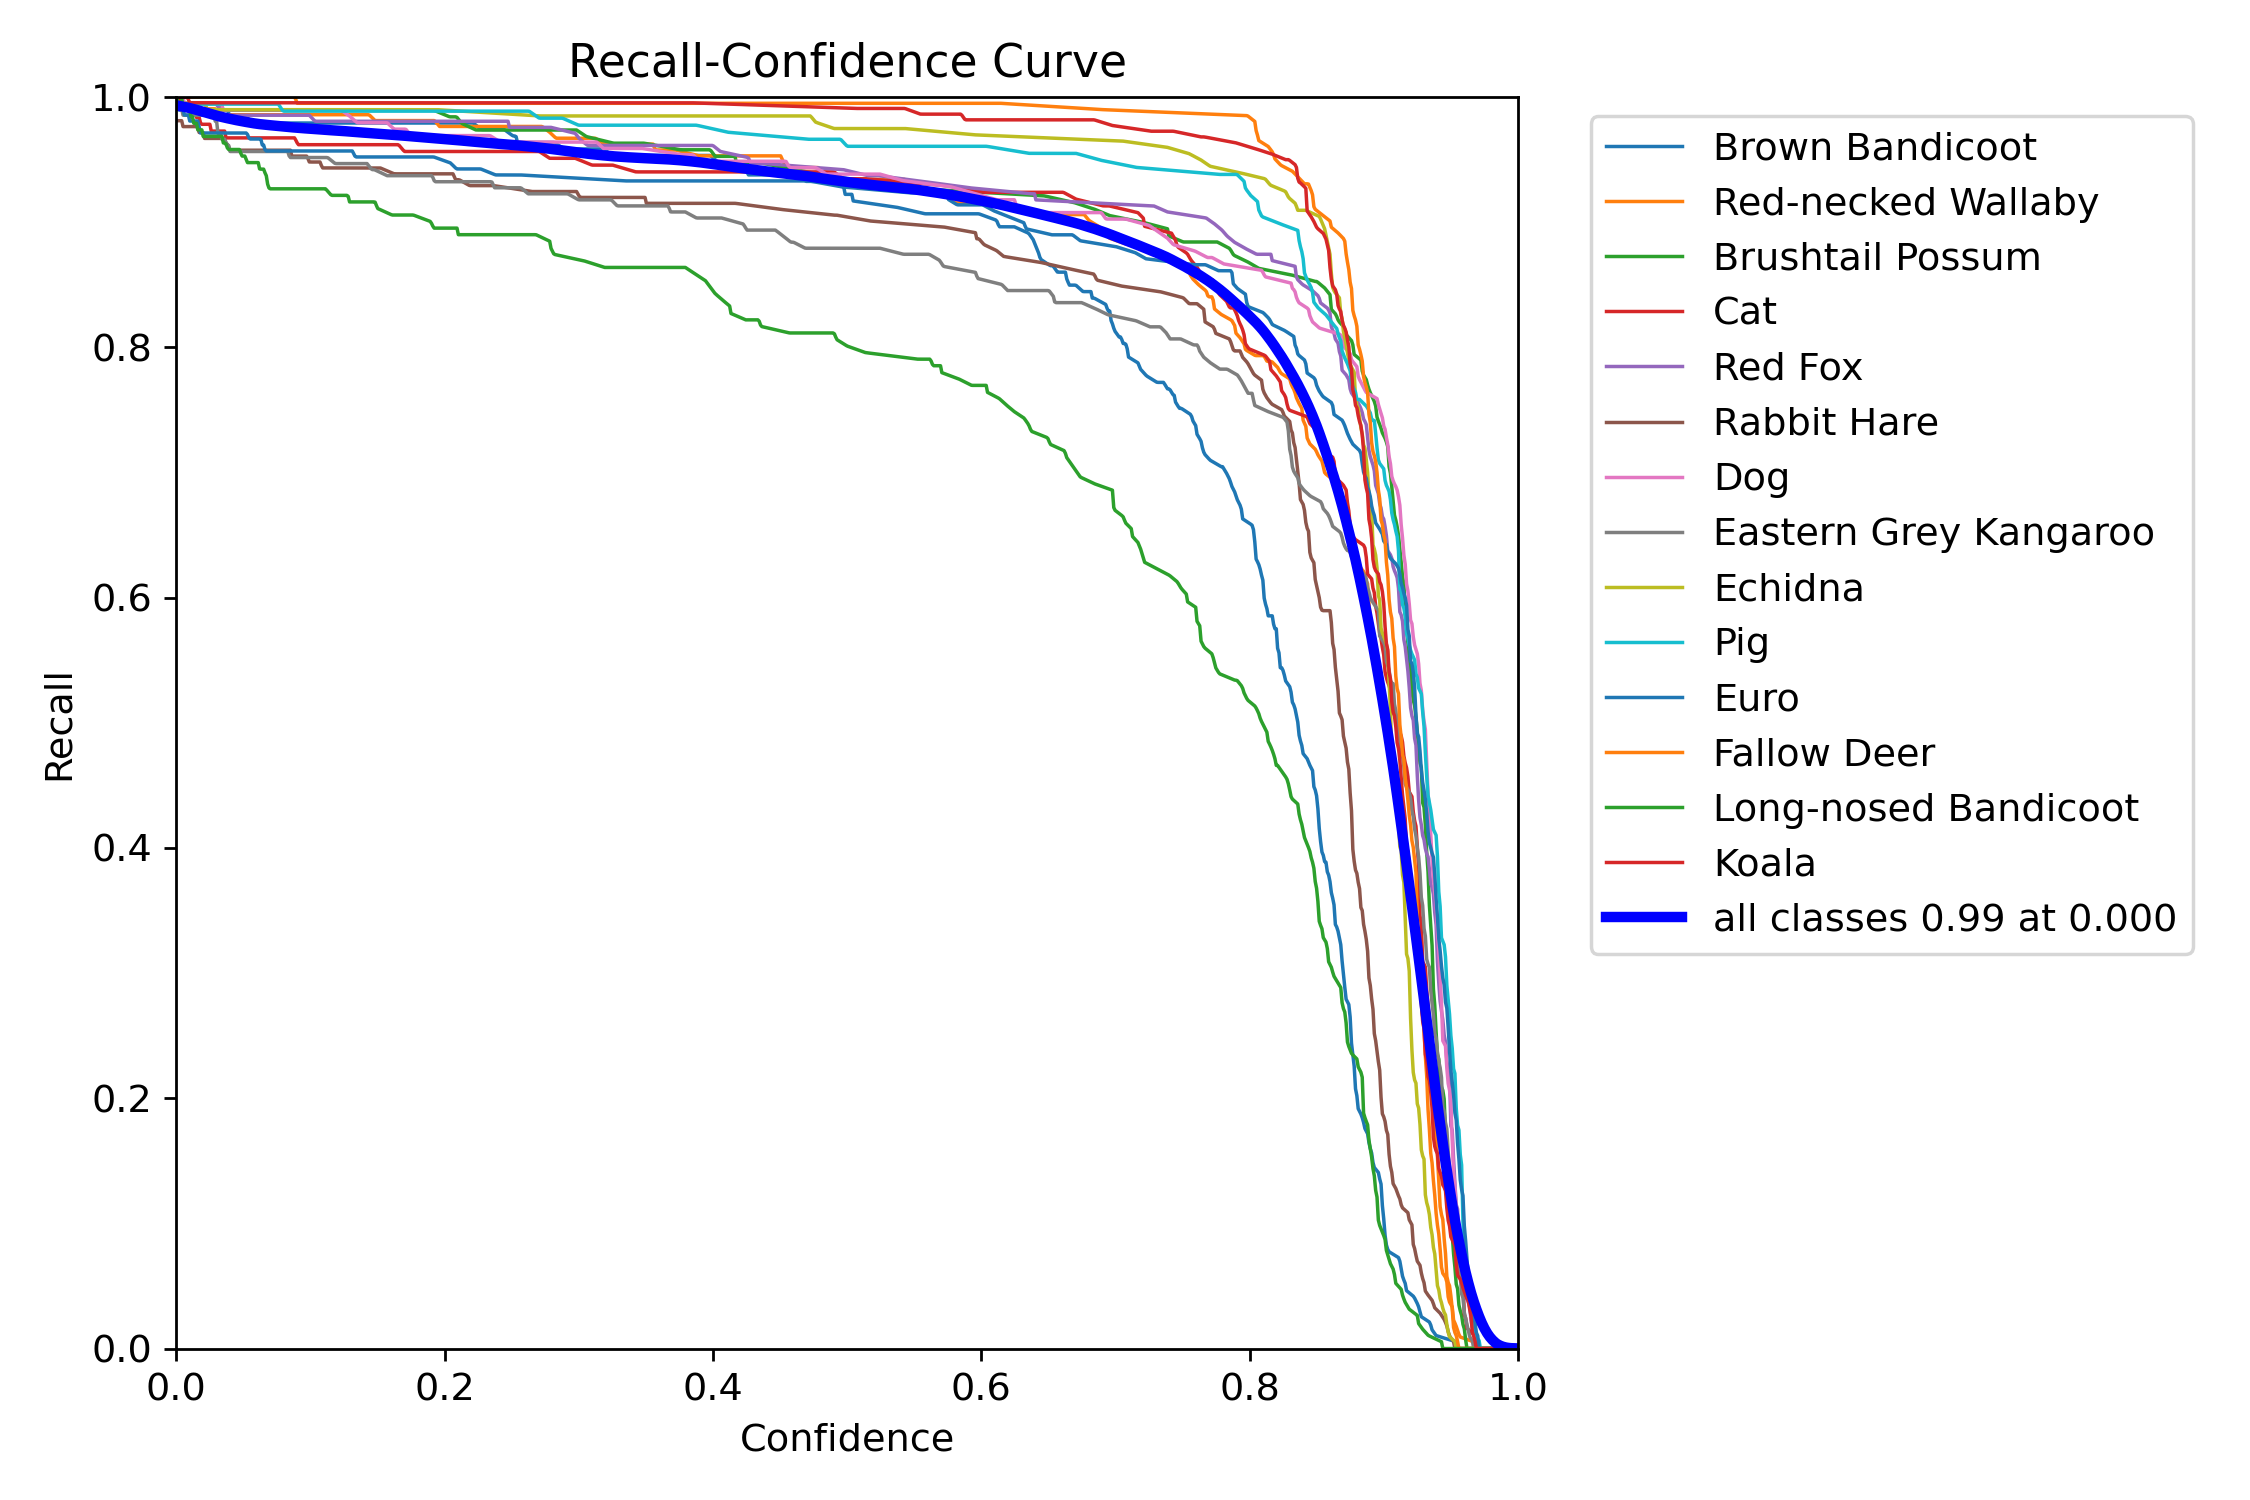 Recall-Confidence Curve
1.0
0.8
0.6
0.4
0.2
0.0
Recall
0.0 0.2 0.4 0.6 0.8 1.0
Confidence
Brown Bandicoot
Red-necked Wallaby
Brushtail Possum
Cat
Red Fox
Rabbit Hare
Dog
Eastern Grey Kangaroo
Echidna
Pig
Euro
Fallow Deer
Long-nosed Bandicoot
Koala
all classes 0.99 at 0.000